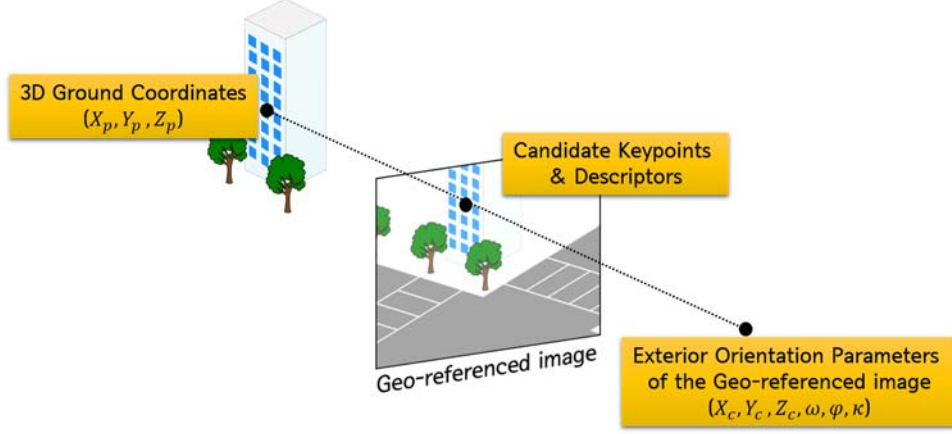 3D Ground Coordinates
(X_p, Y_p, Z_p)
Candidate Keypoints
& Descriptors
Geo-referenced image
Exterior Orientation Parameters
of the Geo-referenced image
(X_c, Y_c, Z_c, ω, φ, κ)